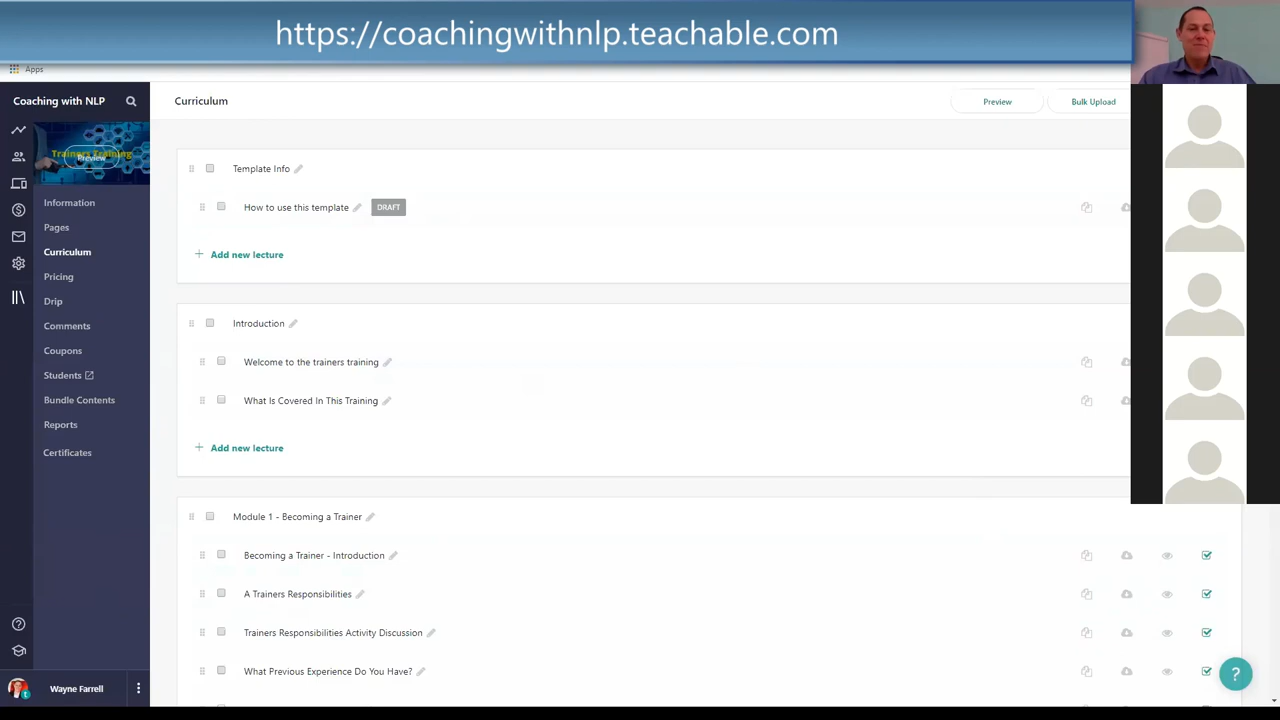 https://coachingwithnlp.teachable.com
Apps
Coaching with NLP
Curriculum
Preview
Bulk Upload
Trainers Training
Preview
Information
Pages
Curriculum
Pricing
Drip
Comments
Coupons
Students
Bundle Contents
Reports
Certificates
Wayne Farrell
Template Info
How to use this template
DRAFT
+ Add new lecture
Introduction
Welcome to the trainers training
What Is Covered In This Training
+ Add new lecture
Module 1 - Becoming a Trainer
Becoming a Trainer - Introduction
A Trainers Responsibilities
Trainers Responsibilities Activity Discussion
What Previous Experience Do You Have?
?